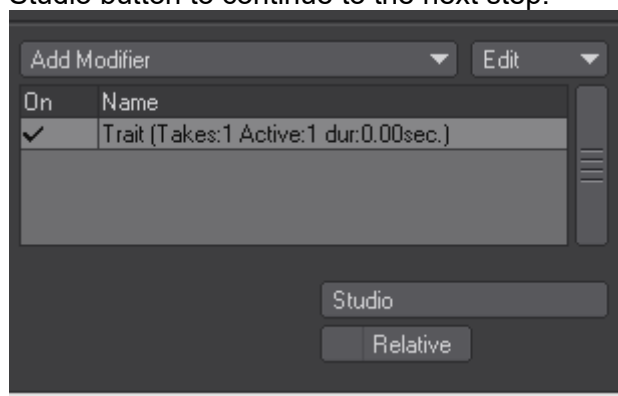 Studio button to continue to the next step.
Add Modifier Edit
On Name
Trait (Takes:1 Active:1 dur:0.00sec.)
Studio
Relative